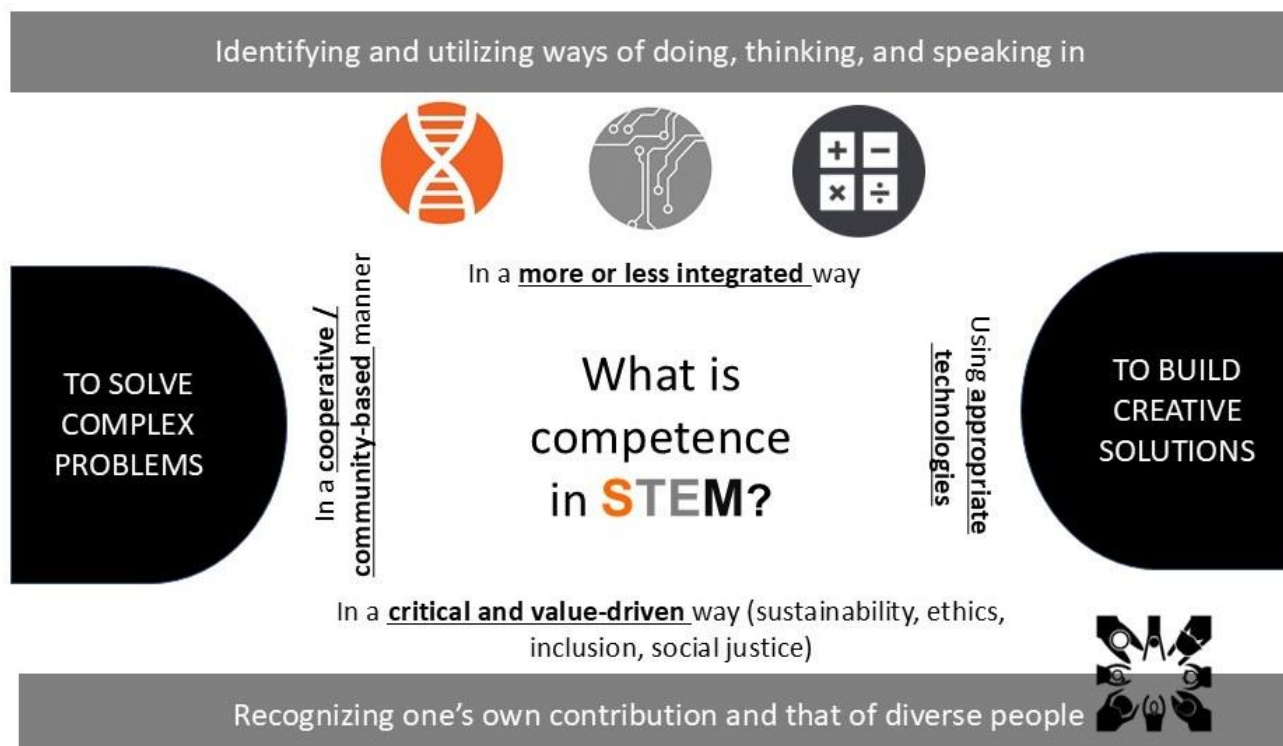 Identifying and utilizing ways of doing, thinking, and speaking in
+ −
× ÷
In a more or less integrated way
TO SOLVE
COMPLEX
PROBLEMS
In a cooperative /
community-based manner
What is
competence
in STEM?
Using appropriate
technologies
TO BUILD
CREATIVE
SOLUTIONS
In a critical and value-driven way (sustainability, ethics,
inclusion, social justice)
Recognizing one’s own contribution and that of diverse people